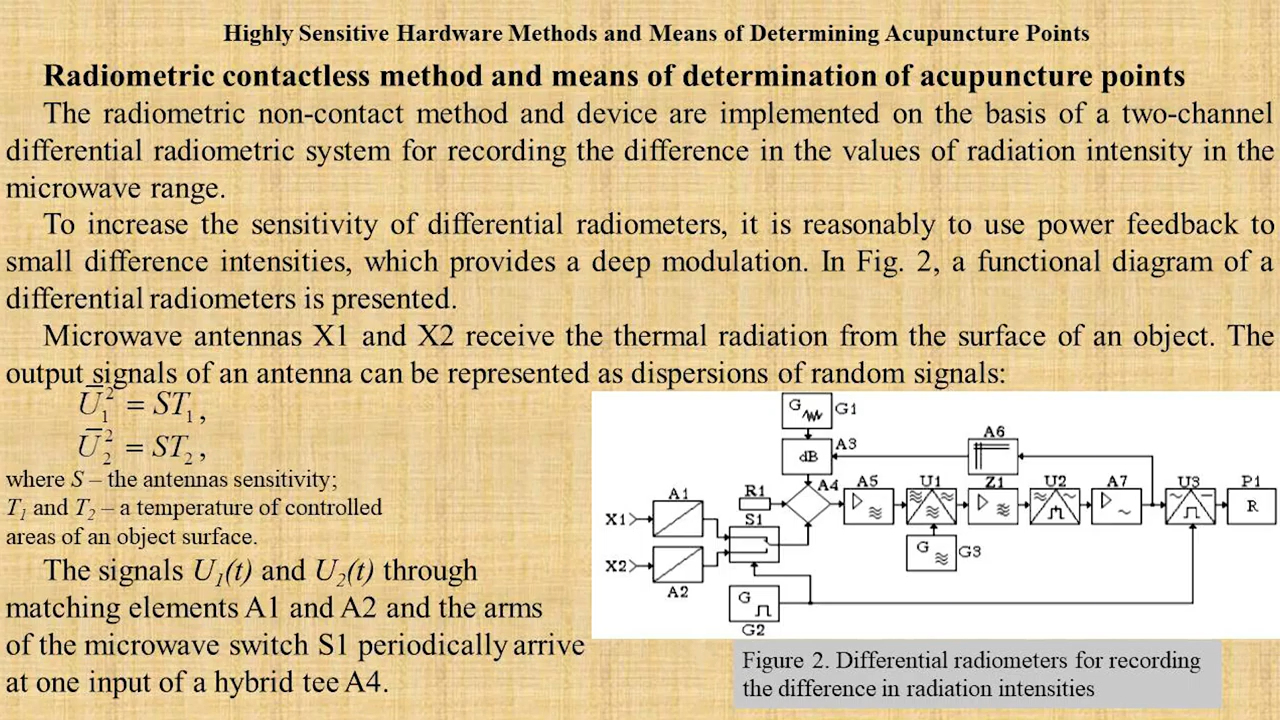 Highly Sensitive Hardware Methods and Means of Determining Acupuncture Points
Radiometric contactless method and means of determination of acupuncture points
The radiometric non-contact method and device are implemented on the basis of a two-channel
differential radiometric system for recording the difference in the values of radiation intensity in the
microwave range.
To increase the sensitivity of differential radiometers, it is reasonably to use power feedback to
small difference intensities, which provides a deep modulation. In Fig. 2, a functional diagram of a
differential radiometers is presented.
Microwave antennas X1 and X2 receive the thermal radiation from the surface of an object. The
output signals of an antenna can be represented as dispersions of random signals:
Ū₁² = ST₁,
Ū₂² = ST₂,
where S – the antennas sensitivity;
T₁ and T₂ – a temperature of controlled
areas of an object surface.
The signals U₁(t) and U₂(t) through
matching elements A1 and A2 and the arms
of the microwave switch S1 periodically arrive
at one input of a hybrid tee A4.
G G1
A3 A6
dB
R1 A4 A5 U1 Z1 U2 A7 U3 P1
A1
X1 S1 R
X2 G G3
A2
G
G2
Figure 2. Differential radiometers for recording
the difference in radiation intensities